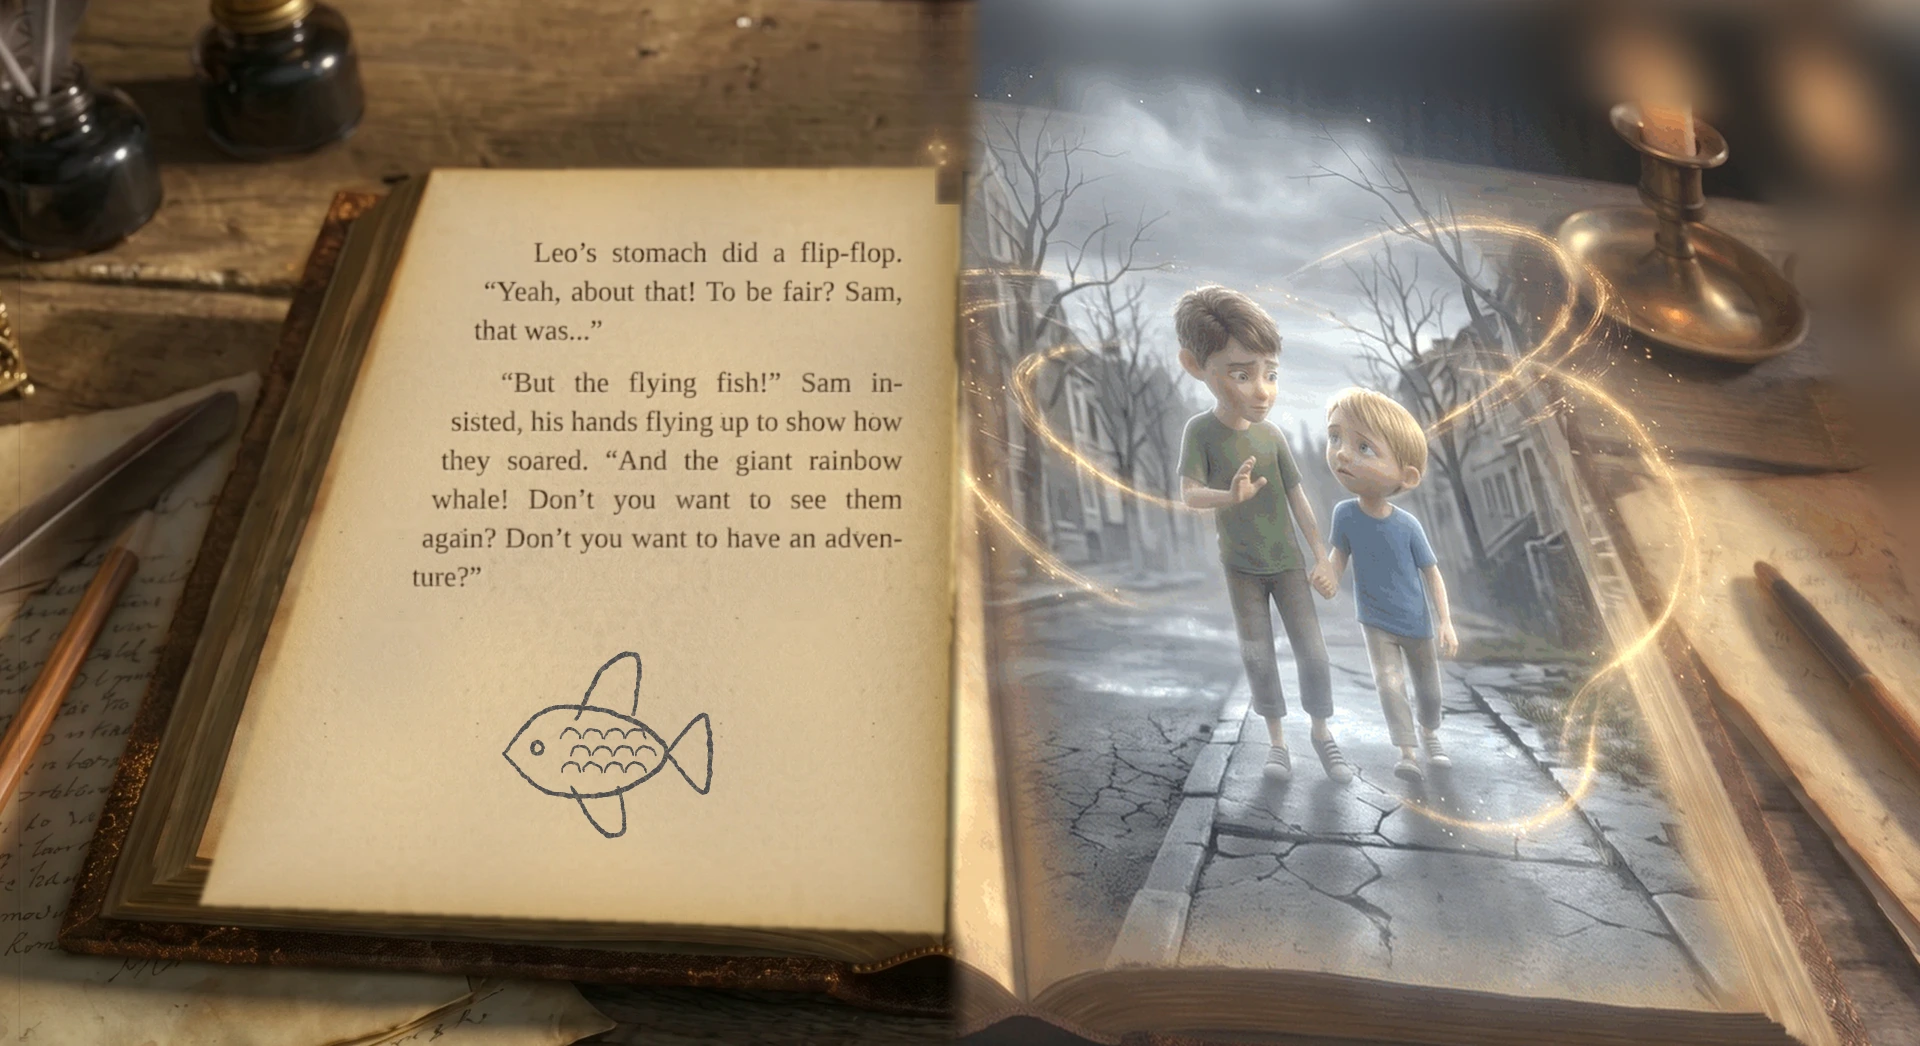 Leo’s stomach did a flip-flop.
“Yeah, about that! To be fair? Sam,
that was...”
“But the flying fish!” Sam in-
sisted, his hands flying up to show how
they soared. “And the giant rainbow
whale! Don’t you want to see them
again? Don’t you want to have an adven-
ture?”